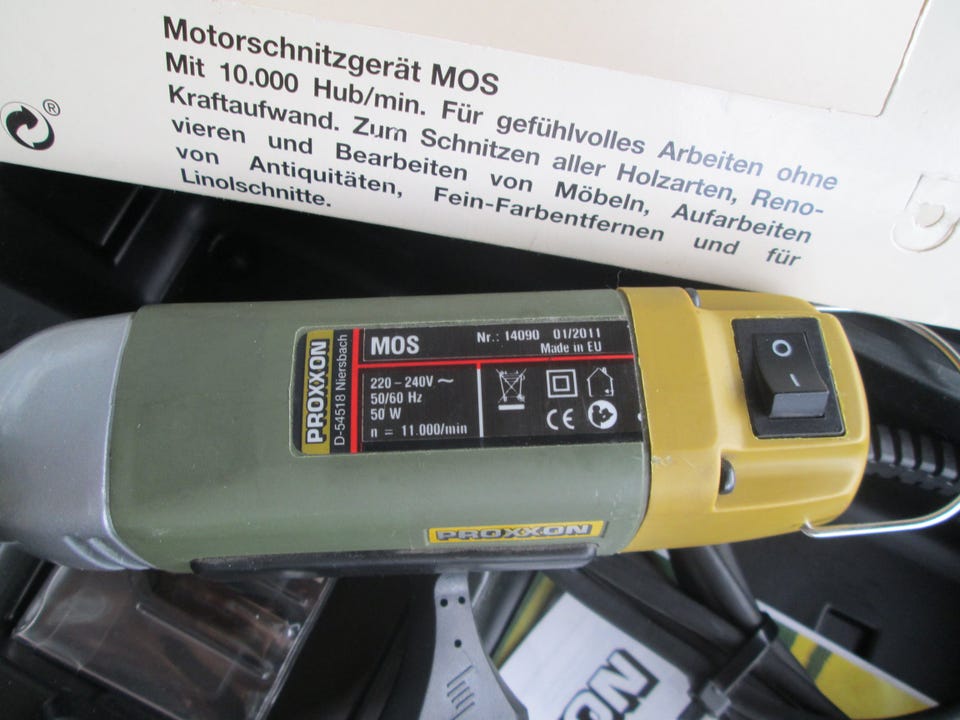 Motorschnitzgerät MOS
Mit 10.000 Hub/min. Für gefühlvolles Arbeiten ohne
Kraftaufwand. Zum Schnitzen aller Holzarten, Reno-
vieren und Bearbeiten von Möbeln, Aufarbeiten
von Antiquitäten, Fein-Farbentfernen und für
Linolschnitte.
®
PROXXON
D-54518 Niersbach
MOS
Nr.: 14090 01/2011
Made in EU
220 – 240V ~
50/60 Hz
50 W
n = 11.000/min
CE
O
I
PROXXON